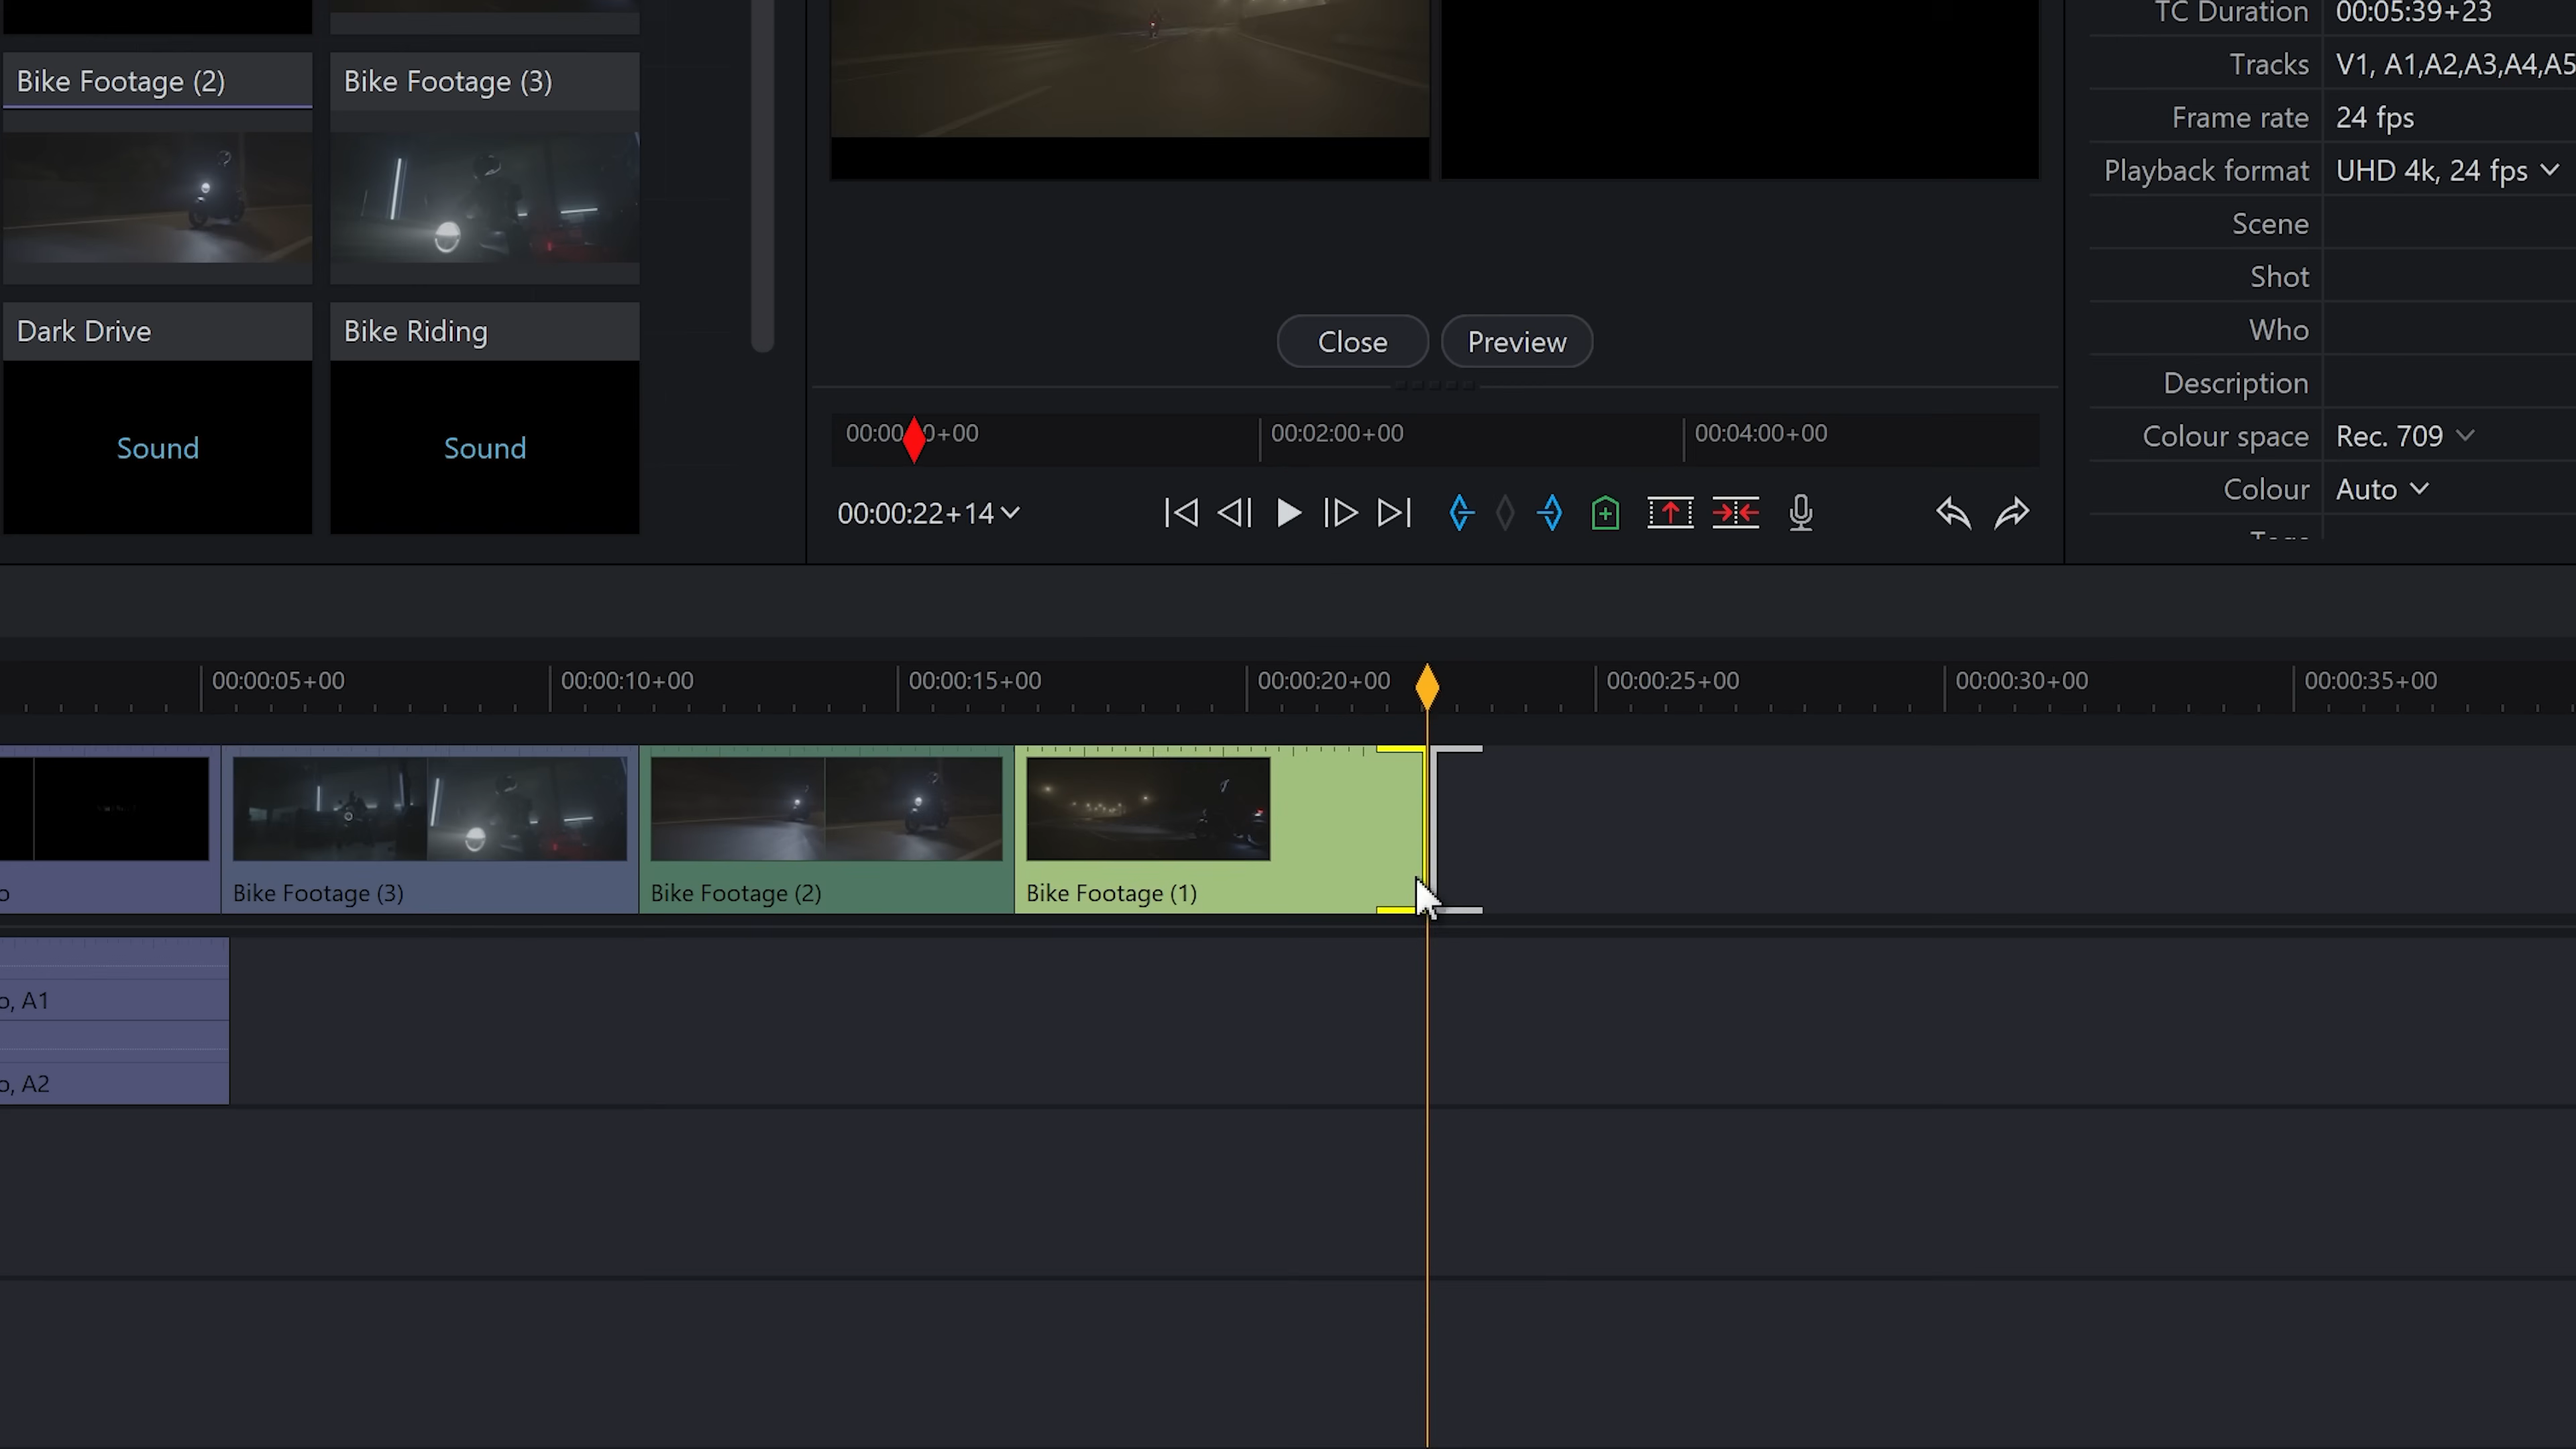 Bike Footage (2)
Bike Footage (3)
Dark Drive
Bike Riding
Sound
Sound
Close
Preview
00:02:00+00
00:04:00+00
00:00:22+14
TC Duration 00:05:39+23
Tracks V1, A1,A2,A3,A4,A5
Frame rate 24 fps
Playback format UHD 4k, 24 fps
Scene
Shot
Who
Description
Colour space Rec. 709
Colour Auto
00:00:05+00
00:00:10+00
00:00:15+00
00:00:20+00
00:00:25+00
00:00:30+00
00:00:35+00
Bike Footage (3)
Bike Footage (2)
Bike Footage (1)
o, A1
o, A2